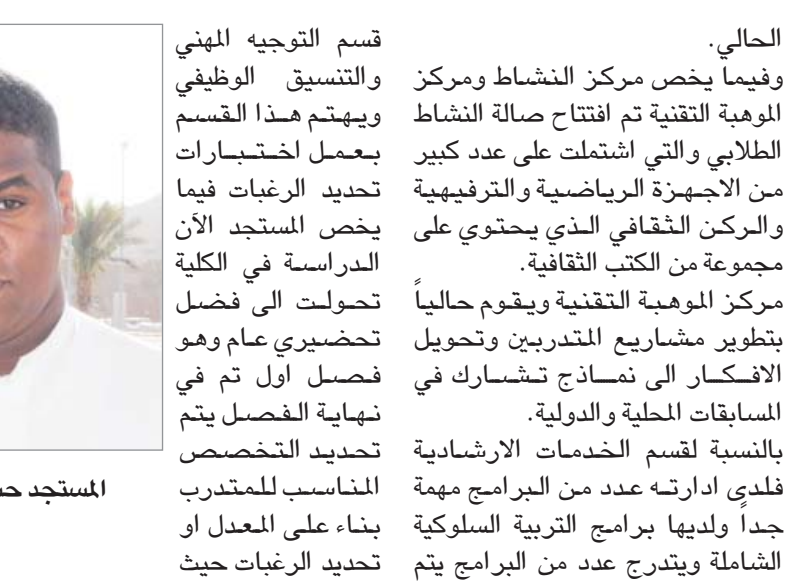 الحالي.
وفيما يخص مركز النشاط ومركز
الموهبة التقنية تم افتتاح صالة النشاط
الطلابي والتي اشتملت على عدد كبير
من الاجهزة الرياضية والترفيهية
والركن الثقافي الذي يحتوي على
مجموعة من الكتب الثقافية.
مركز الموهبة التقنية ويقوم حالياً
بتطوير مشاريع المتدربين وتحويل
الافكار الى نماذج تشارك في
المسابقات المحلية والدولية.
بالنسبة لقسم الخدمات الارشادية
فلدى ادارته عدد من البرامج مهمة
جداً ولديها برامج التربية السلوكية
الشاملة ويتدرج عدد من البرامج يتم
قسم التوجيه المهني
والتنسيق الوظيفي
ويهتم هذا القسم
بعمل اختبارات
تحديد الرغبات فيما
يخص المستجد الآن
الدراسة في الكلية
تحولت الى فضل
تحضيري عام وهو
فصل اول تم في
نهاية الفصل يتم
تحديد التخصص
المناسب للمتدرب
بناء على المعدل او
تحديد الرغبات حيث
المستجد